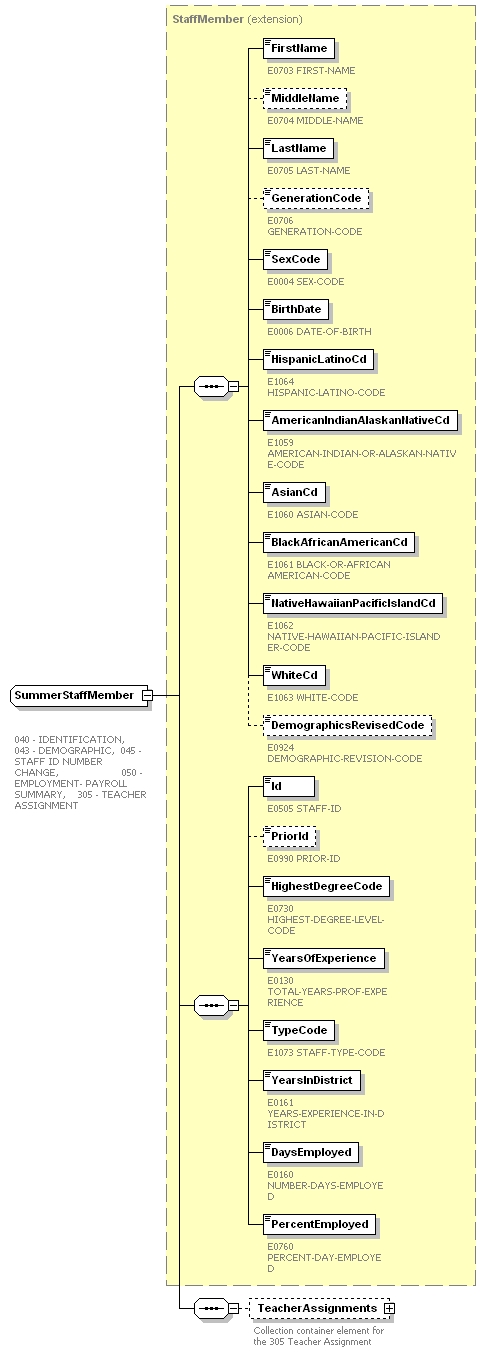 StaffMember (extension)
FirstName
E0703 FIRST-NAME
MiddleName
E0704 MIDDLE-NAME
LastName
E0705 LAST-NAME
GenerationCode
E0706
GENERATION-CODE
SexCode
E0004 SEX-CODE
BirthDate
E0006 DATE-OF-BIRTH
HispanicLatinoCd
E1064
HISPANIC-LATINO-CODE
AmericanIndianAlaskanNativeCd
E1059
AMERICAN-INDIAN-OR-ALASKAN-NATIV
E-CODE
AsianCd
E1060 ASIAN-CODE
BlackAfricanAmericanCd
E1061 BLACK-OR-AFRICAN
AMERICAN-CODE
NativeHawaiianPacificIslandCd
E1062
NATIVE-HAWAIIAN-PACIFIC-ISLAND
ER-CODE
WhiteCd
E1063 WHITE-CODE
DemographicsRevisedCode
E0924
DEMOGRAPHIC-REVISION-CODE
SummerStaffMember
040 - IDENTIFICATION,
043 - DEMOGRAPHIC, 045 -
STAFF ID NUMBER
CHANGE, 050 -
EMPLOYMENT- PAYROLL
SUMMARY, 305 - TEACHER
ASSIGNMENT
Id
E0505 STAFF-ID
PriorId
E0990 PRIOR-ID
HighestDegreeCode
E0730
HIGHEST-DEGREE-LEVEL-
CODE
YearsOfExperience
E0130
TOTAL-YEARS-PROF-EXPE
RIENCE
TypeCode
E1073 STAFF-TYPE-CODE
YearsInDistrict
E0161
YEARS-EXPERIENCE-IN-D
ISTRICT
DaysEmployed
E0160
NUMBER-DAYS-EMPLOYE
D
PercentEmployed
E0760
PERCENT-DAY-EMPLOYE
D
TeacherAssignments
Collection container element for
the 305 Teacher Assignment